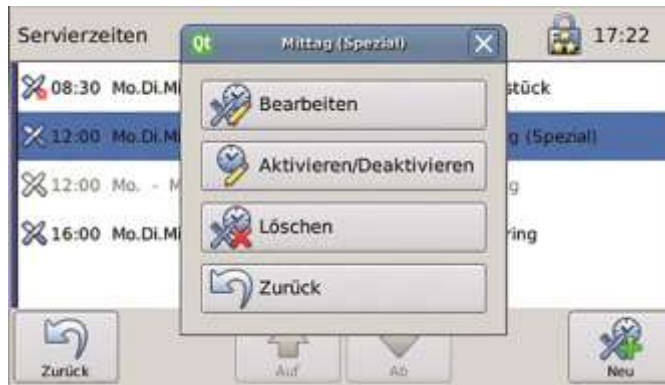 Servierzeiten
17:22
Qt Mittag (Spezial)
08:30 Mo.Di.Mi stück
12:00 Mo.Di.Mi g (Spezial)
12:00 Mo. - M g
16:00 Mo.Di.Mi ring
Bearbeiten
Aktivieren/Deaktivieren
Löschen
Zurück
Zurück
Auf
Ab
Neu